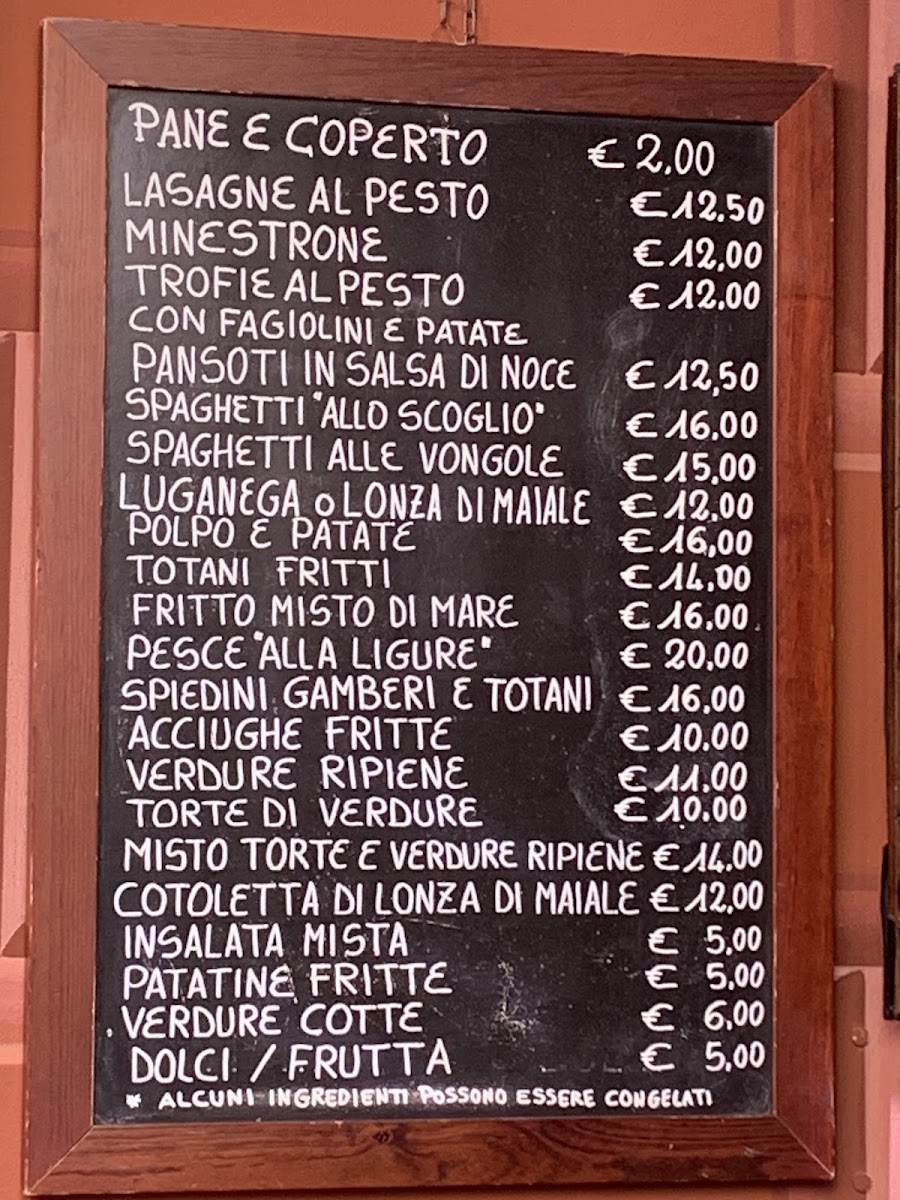 PANE E COPERTO € 2,00
LASAGNE AL PESTO € 12.50
MINESTRONE € 12,00
TROFIE AL PESTO € 12,00
CON FAGIOLINI E PATATE
PANSOTI IN SALSA DI NOCE € 12,50
SPAGHETTI "ALLO SCOGLIO" € 16,00
SPAGHETTI ALLE VONGOLE € 15,00
LUGANEGA O LONZA DI MAIALE € 12,00
POLPO E PATATE € 16,00
TOTANI FRITTI € 14,00
FRITTO MISTO DI MARE € 16,00
PESCE "ALLA LIGURE" € 20,00
SPIEDINI GAMBERI E TOTANI € 16.00
ACCIUGHE FRITTE € 10.00
VERDURE RIPIENE € 11.00
TORTE DI VERDURE € 10.00
MISTO TORTE E VERDURE RIPIENE € 14,00
COTOLETTA DI LONZA DI MAIALE € 12,00
INSALATA MISTA € 5,00
PATATINE FRITTE € 5,00
VERDURE COTTE € 6,00
DOLCI / FRUTTA € 5,00
* ALCUNI INGREDIENTI POSSONO ESSERE CONGELATI